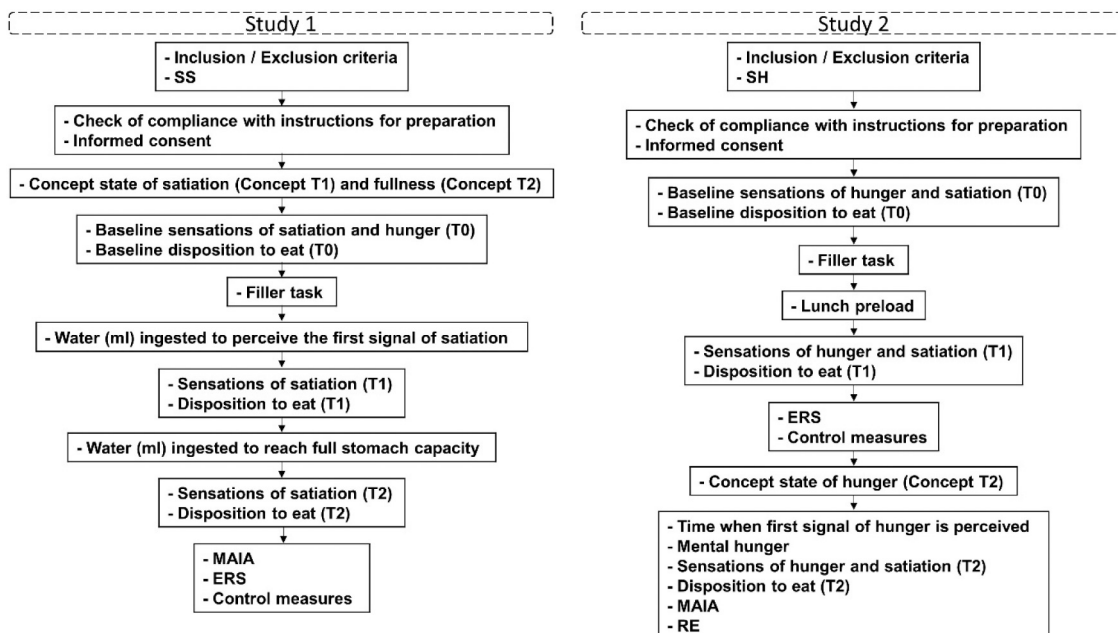 Study 1
- Inclusion / Exclusion criteria
- SS
- Check of compliance with instructions for preparation
- Informed consent
- Concept state of satiation (Concept T1) and fullness (Concept T2)
- Baseline sensations of satiation and hunger (T0)
- Baseline disposition to eat (T0)
- Filler task
- Water (ml) ingested to perceive the first signal of satiation
- Sensations of satiation (T1)
- Disposition to eat (T1)
- Water (ml) ingested to reach full stomach capacity
- Sensations of satiation (T2)
- Disposition to eat (T2)
- MAIA
- ERS
- Control measures
Study 2
- Inclusion / Exclusion criteria
- SH
- Check of compliance with instructions for preparation
- Informed consent
- Baseline sensations of hunger and satiation (T0)
- Baseline disposition to eat (T0)
- Filler task
- Lunch preload
- Sensations of hunger and satiation (T1)
- Disposition to eat (T1)
- ERS
- Control measures
- Concept state of hunger (Concept T2)
- Time when first signal of hunger is perceived
- Mental hunger
- Sensations of hunger and satiation (T2)
- Disposition to eat (T2)
- MAIA
- RE